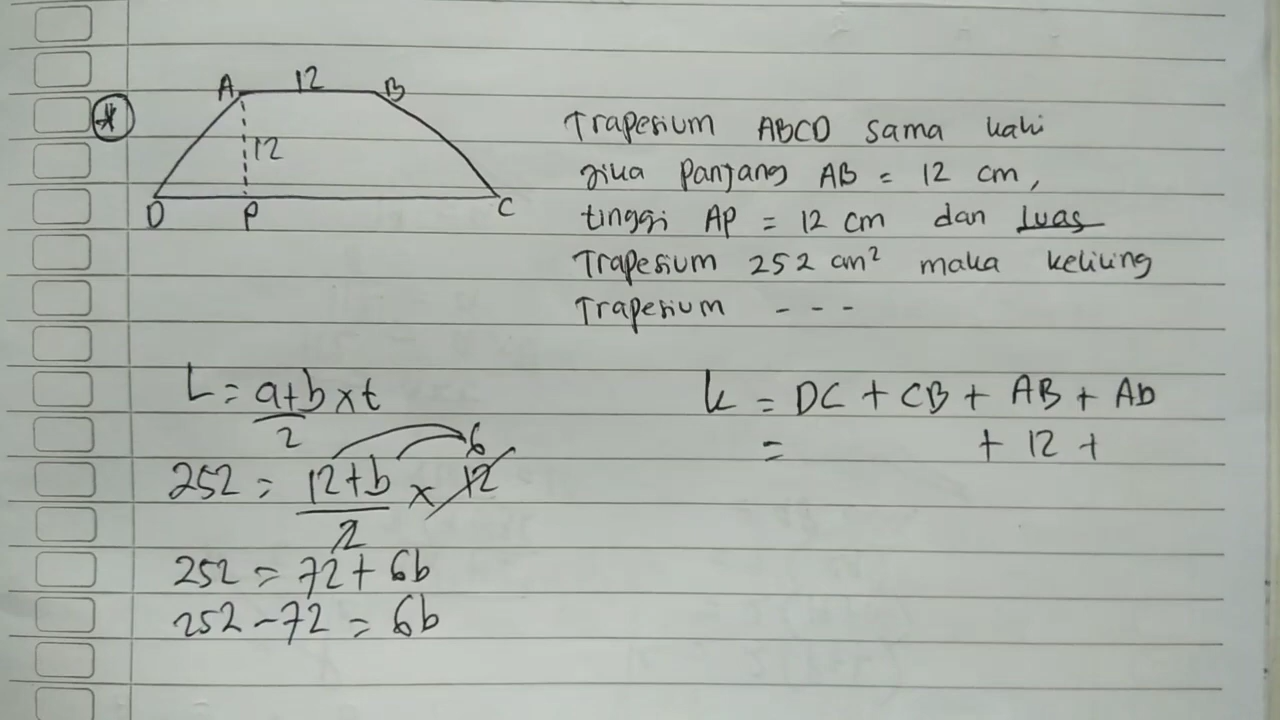 A 12 B
12
D P C
Trapesium ABCD sama kaki
jika Panjang AB = 12 cm,
tinggi AP = 12 cm dan Luas
Trapesium 252 cm² maka keliling
Trapesium - - -
L = a+b x t
2
6
252 = 12+b x 12
2
252 = 72 + 6b
252 - 72 = 6b
k = DC + CB + AB + AD
= + 12 +